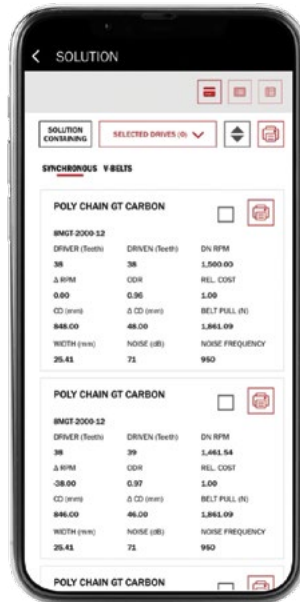 SOLUTION
SOLUTION CONTAINING
SELECTED DRIVES (0)
SYNCHRONOUS V-BELTS
POLY CHAIN GT CARBON
8MGT-2000-12
DRIVER (Teeth) DRIVEN (Teeth) DN RPM
38 38 1,500.00
Δ RPM ODR REL. COST
0.00 0.96 1.00
CD (mm) Δ CD (mm) BELT PULL (N)
848.00 48.00 1,861.09
WIDTH (mm) NOISE (dB) NOISE FREQUENCY
25.41 71 950
POLY CHAIN GT CARBON
8MGT-2000-12
DRIVER (Teeth) DRIVEN (Teeth) DN RPM
38 39 1,461.54
Δ RPM ODR REL. COST
-38.00 0.97 1.00
CD (mm) Δ CD (mm) BELT PULL (N)
846.00 46.00 1,861.09
WIDTH (mm) NOISE (dB) NOISE FREQUENCY
25.41 71 950
POLY CHAIN GT CARBON